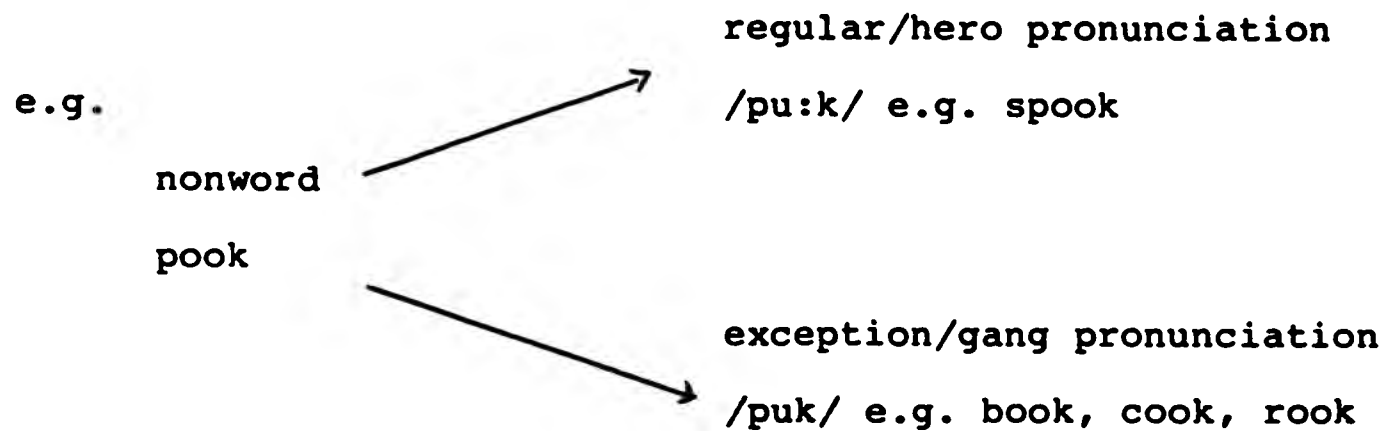 regular/hero pronunciation
e.g.
/pu:k/ e.g. spook
nonword
pook
exception/gang pronunciation
/puk/ e.g. book, cook, rook